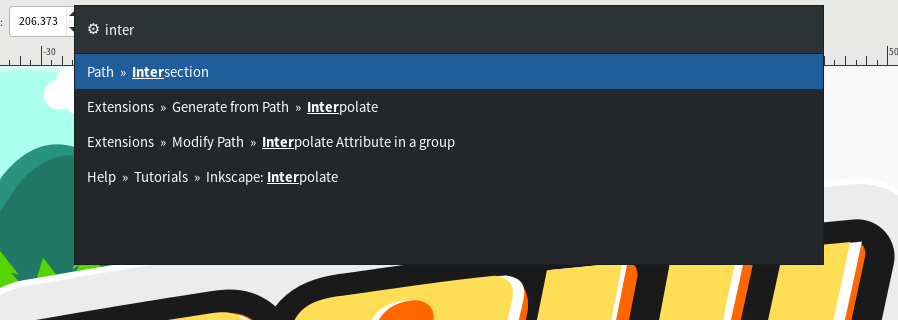 : 206.373
⚙ inter
-30
50
Path » Intersection
Extensions » Generate from Path » Interpolate
Extensions » Modify Path » Interpolate Attribute in a group
Help » Tutorials » Inkscape: Interpolate